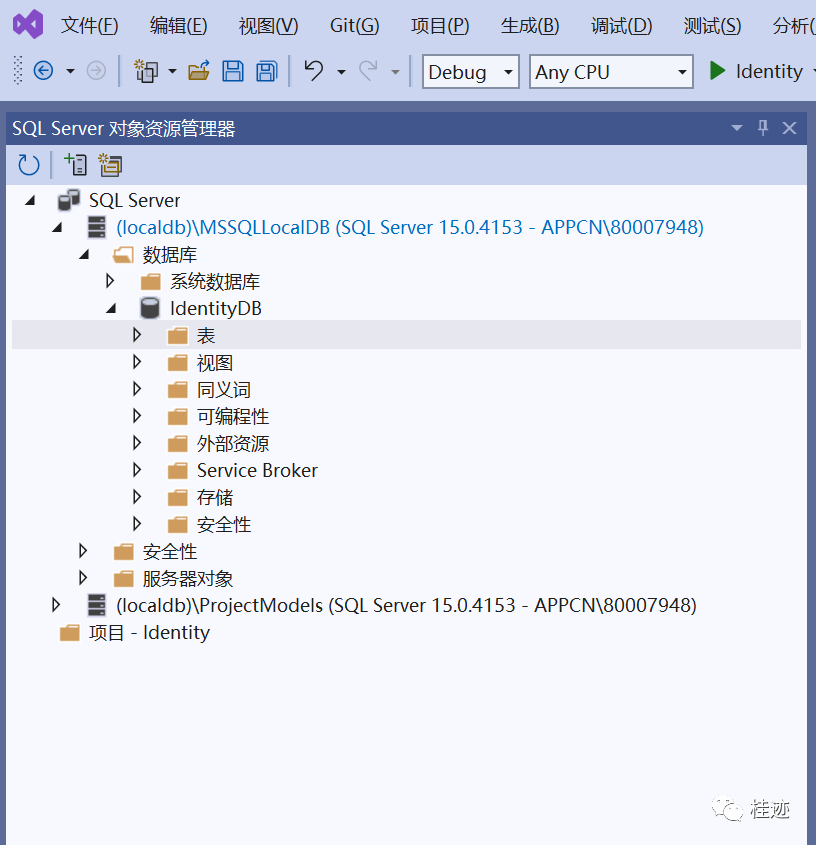 文件(F) 编辑(E) 视图(V) Git(G) 项目(P) 生成(B) 调试(D) 测试(S) 分析(
Debug Any CPU Identity
SQL Server 对象资源管理器
SQL Server
(localdb)\MSSQLLocalDB (SQL Server 15.0.4153 - APPCN\80007948)
数据库
系统数据库
IdentityDB
表
视图
同义词
可编程性
外部资源
Service Broker
存储
安全性
安全性
服务器对象
(localdb)\ProjectModels (SQL Server 15.0.4153 - APPCN\80007948)
项目 - Identity
桂迹